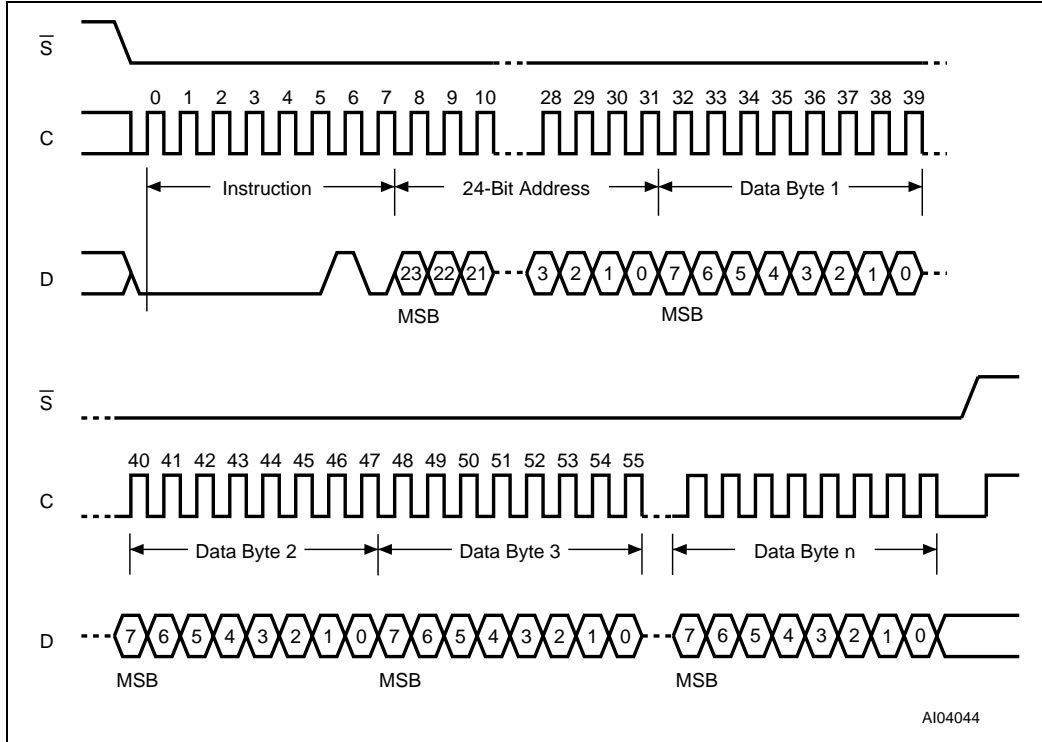 S
0 1 2 3 4 5 6 7 8 9 10 28 29 30 31 32 33 34 35 36 37 38 39
C
Instruction 24-Bit Address Data Byte 1
D 23 22 21 3 2 1 0 7 6 5 4 3 2 1 0
MSB MSB
S
40 41 42 43 44 45 46 47 48 49 50 51 52 53 54 55
C
Data Byte 2 Data Byte 3 Data Byte n
D 7 6 5 4 3 2 1 0 7 6 5 4 3 2 1 0 7 6 5 4 3 2 1 0
MSB MSB MSB
AI04044